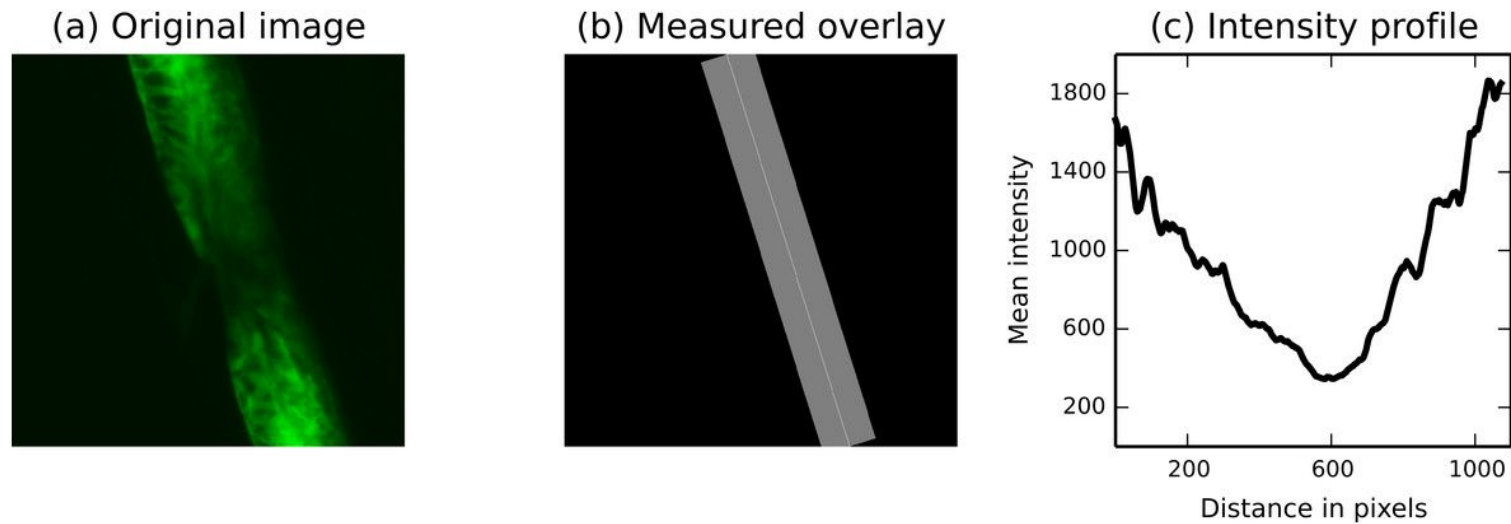 (a) Original image
(b) Measured overlay
(c) Intensity profile
Mean intensity
1800
1400
1000
600
200
200
600
1000
Distance in pixels